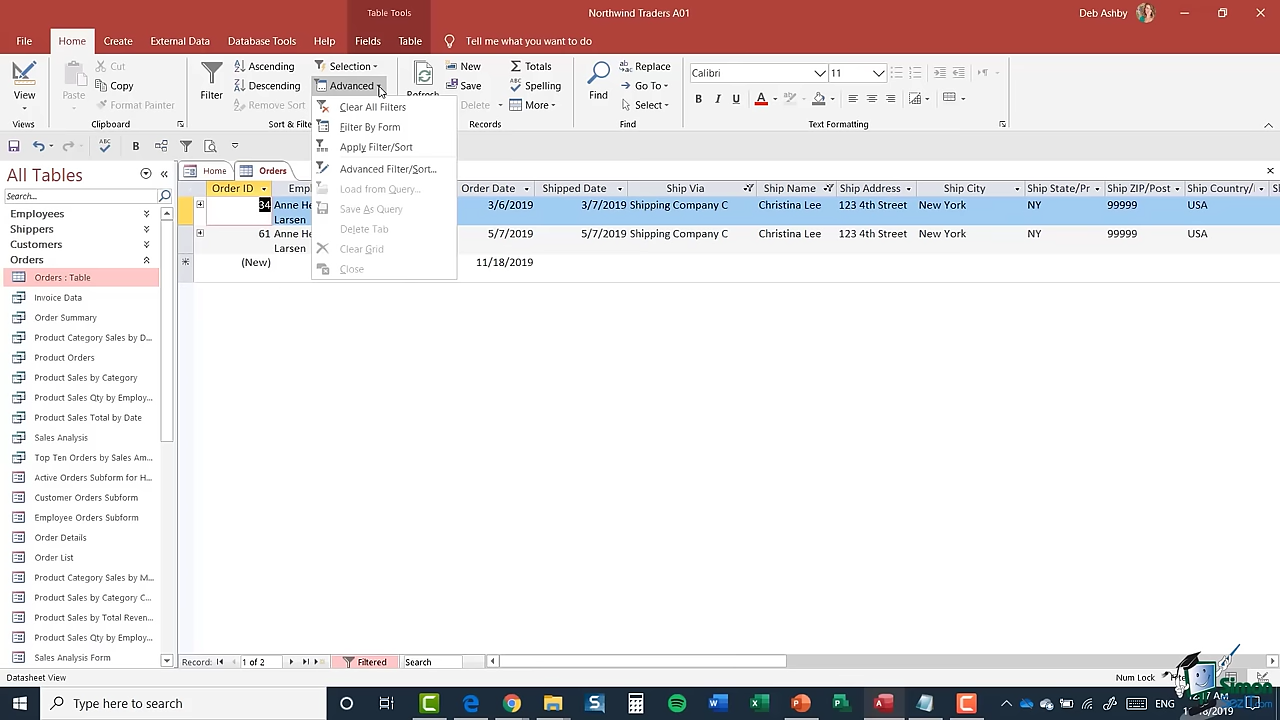 Table Tools
Northwind Traders A01
Deb Ashby
File
Home
Create
External Data
Database Tools
Help
Fields
Table
Tell me what you want to do
View
Views
Paste
Cut
Copy
Format Painter
Clipboard
Filter
Ascending
Descending
Remove Sort
Selection
Advanced
New
Save
Delete
Records
Totals
Spelling
More
Find
Replace
Go To
Select
Find
Calibri
11
B I U
Text Formatting
Clear All Filters
Filter By Form
Apply Filter/Sort
Advanced Filter/Sort...
Load from Query...
Save As Query
Delete Tab
Clear Grid
Close
Home
Orders
All Tables
Search...
Employees
Shippers
Customers
Orders
Orders : Table
Invoice Data
Order Summary
Product Category Sales by D...
Product Orders
Product Sales by Category
Product Sales Qty by Employ...
Product Sales Total by Date
Sales Analysis
Top Ten Orders by Sales Am...
Active Orders Subform for H...
Customer Orders Subform
Employee Orders Subform
Order Details
Order List
Product Category Sales by M...
Product Sales by Category C...
Product Sales by Total Reven...
Product Sales Qty by Employ...
Sales Analysis Form
Order ID Order Date Shipped Date Ship Via Ship Name Ship Address Ship City Ship State/Pr Ship ZIP/Post Ship Country/
34 Anne He Larsen 3/6/2019 3/7/2019 Shipping Company C Christina Lee 123 4th Street New York NY 99999 USA
61 Anne He Larsen 5/7/2019 5/7/2019 Shipping Company C Christina Lee 123 4th Street New York NY 99999 USA
(New) 11/18/2019
Record: 1 of 2 Filtered Search
Datasheet View
Num Lock
Type here to search
ENG